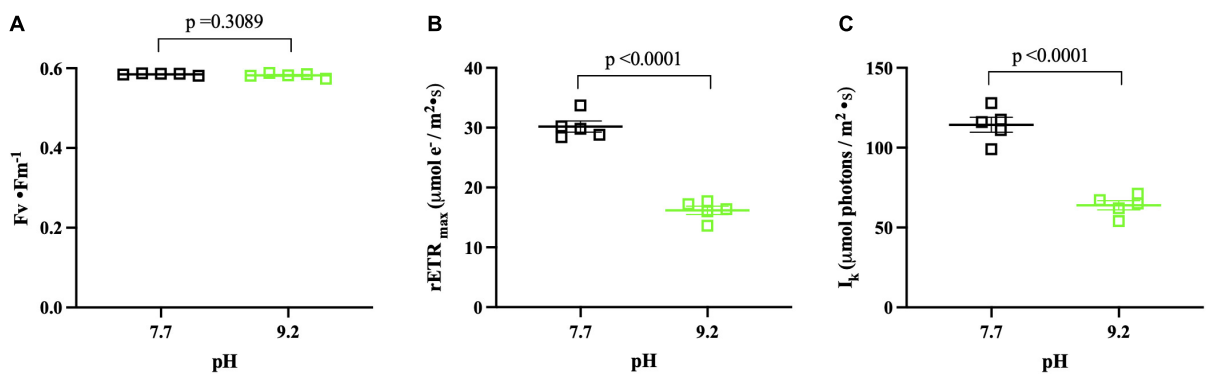 A
p =0.3089
0.6
0.4
0.2
0.0
Fv •Fm⁻¹
7.7 9.2
pH
B
p <0.0001
40
30
20
10
0
rETR max (μmol e⁻/ m²•s)
7.7 9.2
pH
C
p <0.0001
150
100
50
0
Iₖ (μmol photons / m² •s)
7.7 9.2
pH